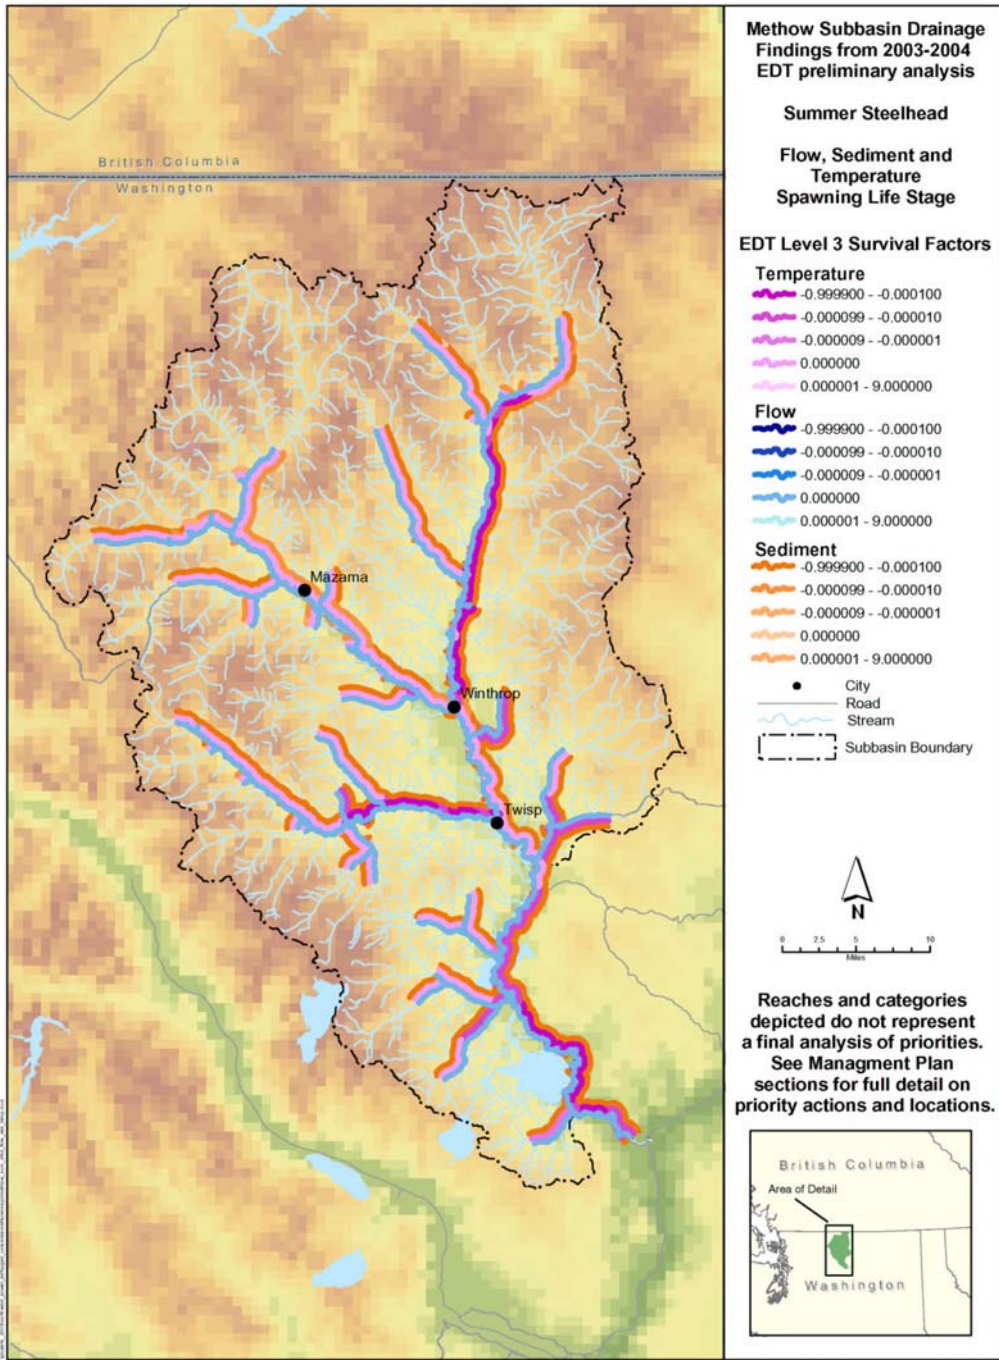 Methow Subbasin Drainage
Findings from 2003-2004
EDT preliminary analysis
Summer Steelhead
Flow, Sediment and
Temperature
Spawning Life Stage
EDT Level 3 Survival Factors
Temperature
-0.999900 - -0.000100
-0.000099 - -0.000010
-0.000009 - -0.000001
0.000000
0.000001 - 9.000000
Flow
-0.999900 - -0.000100
-0.000099 - -0.000010
-0.000009 - -0.000001
0.000000
0.000001 - 9.000000
Sediment
-0.999900 - -0.000100
-0.000099 - -0.000010
-0.000009 - -0.000001
0.000000
0.000001 - 9.000000
City
Road
Stream
Subbasin Boundary
N
0 2.5 5 10
Miles
Reaches and categories
depicted do not represent
a final analysis of priorities.
See Managment Plan
sections for full detail on
priority actions and locations.
British Columbia
Area of Detail
Washington
British Columbia
Washington
Mazama
Winthrop
Twisp